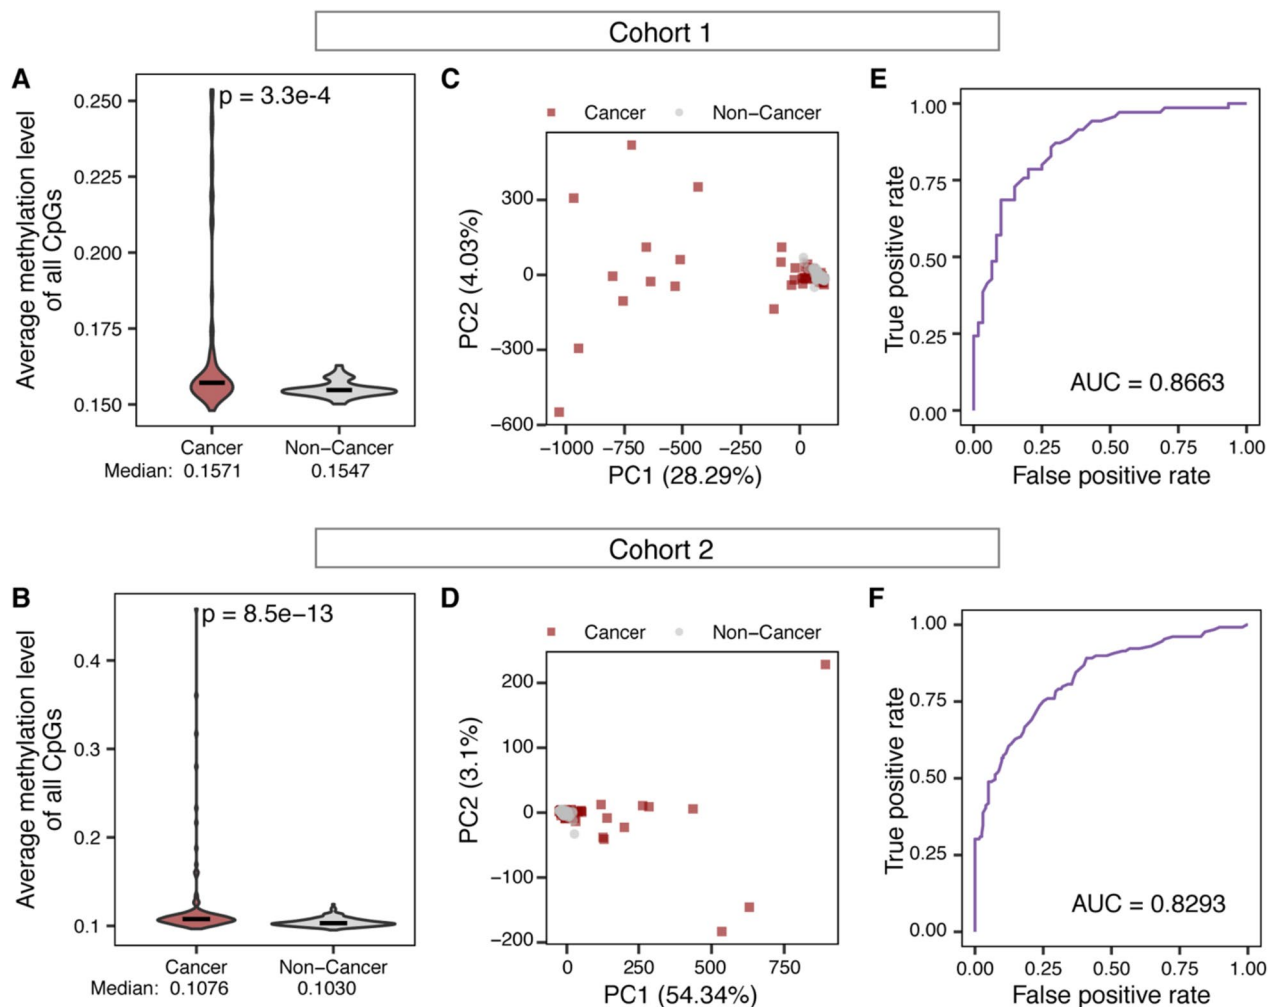 Cohort 1
A
Average methylation level
of all CpGs
0.250
0.225
0.200
0.175
0.150
p = 3.3e-4
Cancer
Non−Cancer
Median: 0.1571
0.1547
C
Cancer
Non−Cancer
PC2 (4.03%)
300
0
−300
−600
−1000
−750
−500
−250
0
PC1 (28.29%)
E
True positive rate
1.00
0.75
0.50
0.25
0.00
AUC = 0.8663
0.00
0.25
0.50
0.75
1.00
False positive rate
Cohort 2
B
Average methylation level
of all CpGs
0.4
0.3
0.2
0.1
p = 8.5e−13
Cancer
Non−Cancer
Median: 0.1076
0.1030
D
Cancer
Non−Cancer
PC2 (3.1%)
200
100
0
−100
−200
0
250
500
750
PC1 (54.34%)
F
True positive rate
1.00
0.75
0.50
0.25
0.00
AUC = 0.8293
0.00
0.25
0.50
0.75
1.00
False positive rate